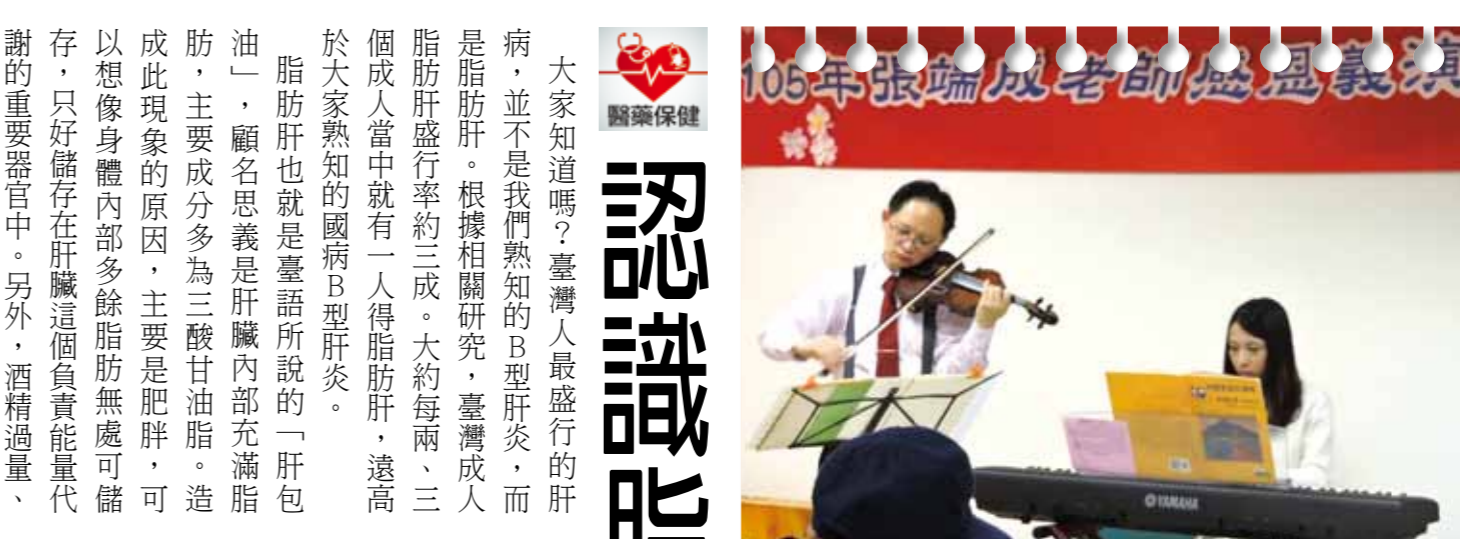 105年張端成老師感恩義演
YAMAHA
醫藥保健
認識
大家知道嗎？臺灣人最盛行的肝
病，並不是我們熟知的Ｂ型肝炎，而
是脂肪肝。根據相關研究，臺灣成人
脂肪肝盛行率約三成。大約每兩、三
個成人當中就有一人得脂肪肝，遠高
於大家熟知的國病Ｂ型肝炎。
脂肪肝也就是臺語所說的「肝包
油」，顧名思義是肝臟內部充滿脂
肪，主要成分多為三酸甘油脂。造
成此現象的原因，主要是肥胖，可
以想像身體內部多餘脂肪無處可儲
存，只好儲存在肝臟這個負責能量代
謝的重要器官中。另外，酒精過量、